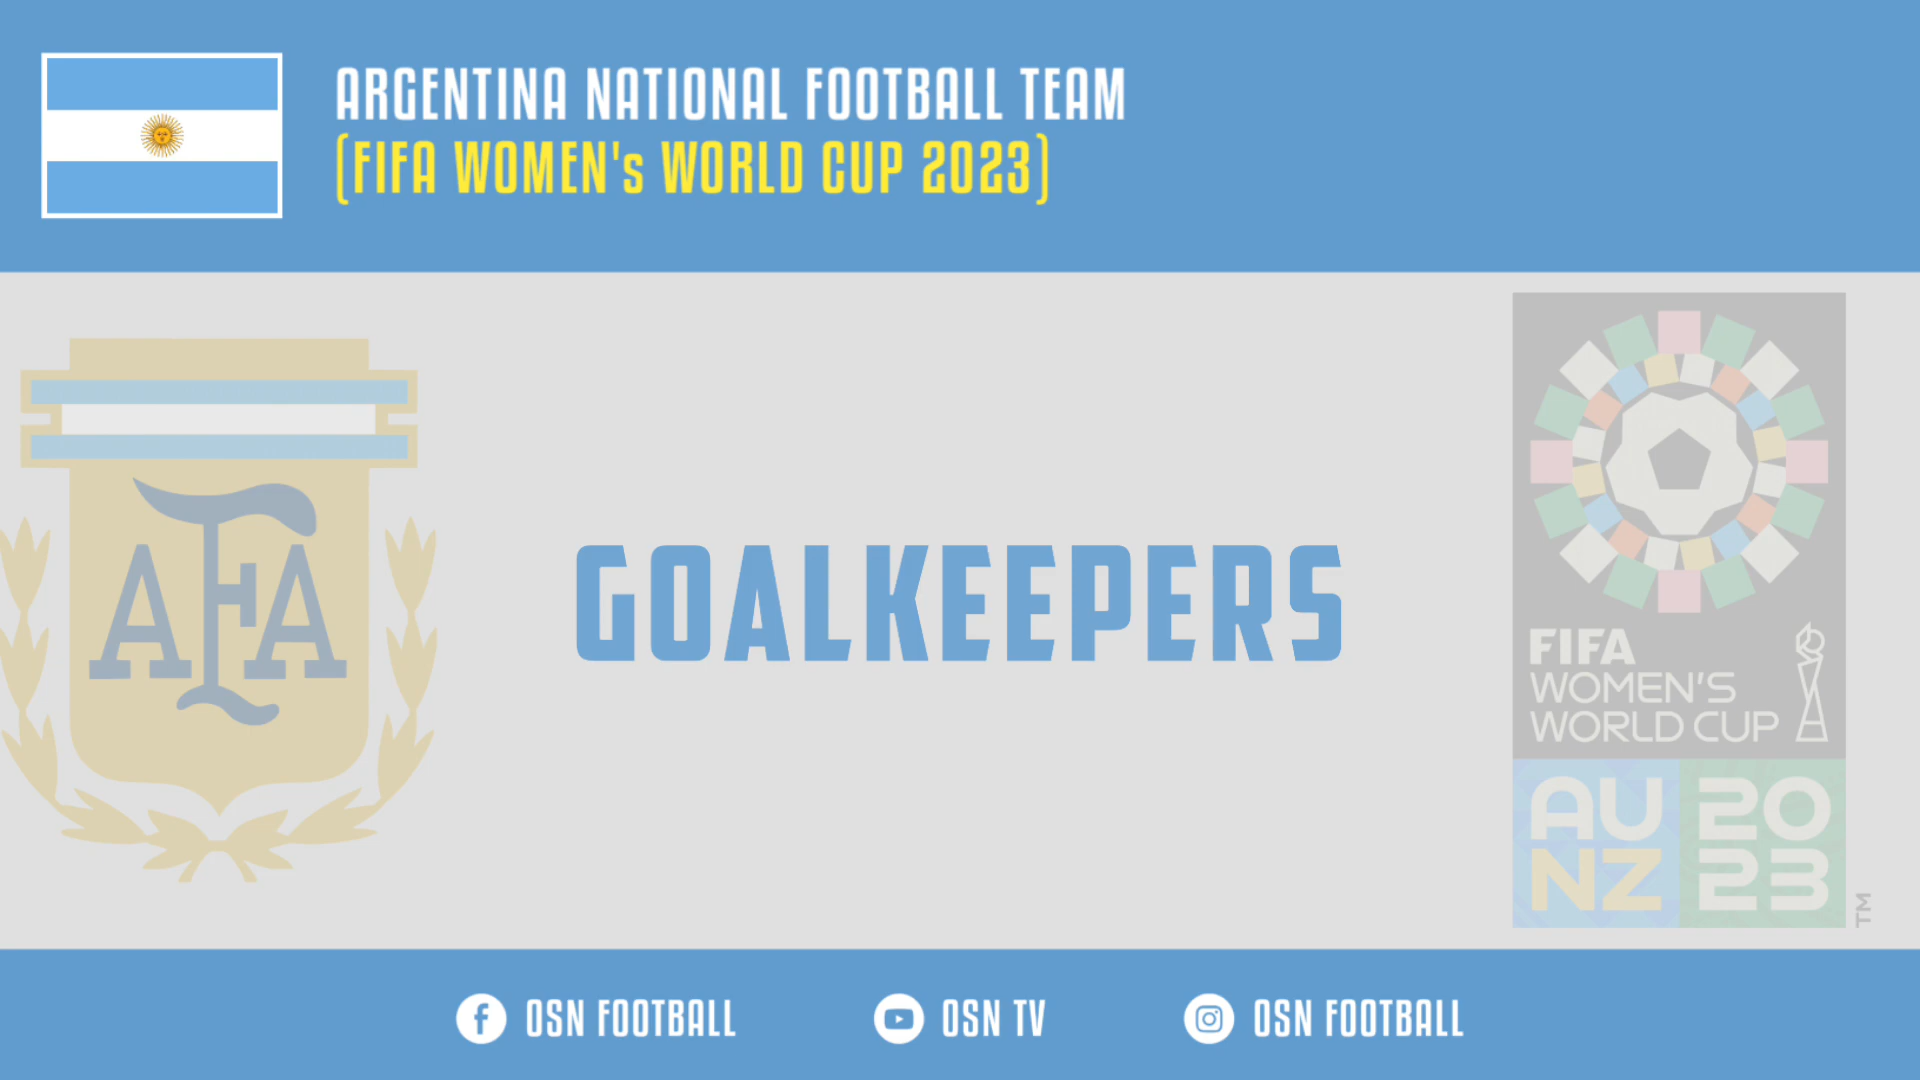 ARGENTINA NATIONAL FOOTBALL TEAM
(FIFA WOMEN's WORLD CUP 2023)
AFA
GOALKEEPERS
FIFA
WOMEN'S
WORLD CUP
AU 20
NZ 23
TM
OSN FOOTBALL OSN TV OSN FOOTBALL